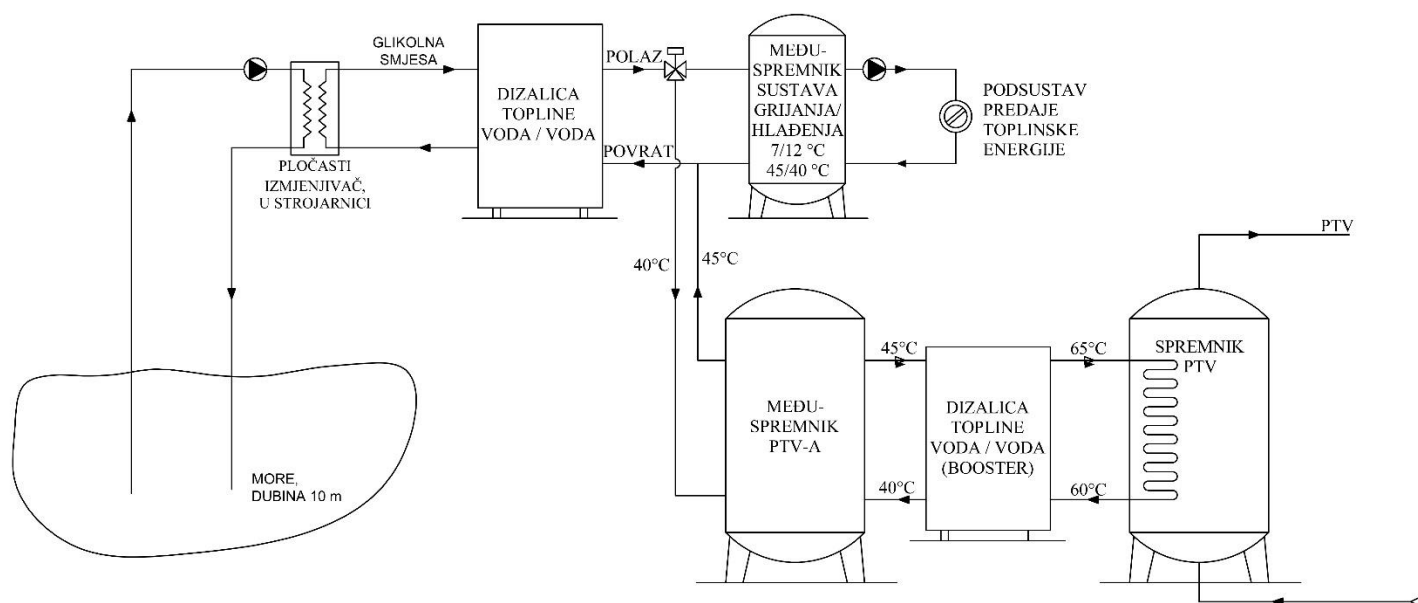 GLIKOLNA
SMJESA
PLOČASTI
IZMJENJIVAČ,
U STROJARNICI
DIZALICA
TOPLINE
VODA / VODA
POLAZ
POVRAT
MEĐU-
SPREMNIK
SUSTAVA
GRIJANJA/
HLAĐENJA
7/12 °C
45/40 °C
PODSUSTAV
PREDAJE
TOPLINSKE
ENERGIJE
40°C
45°C
MORE,
DUBINA 10 m
MEĐU-
SPREMNIK
PTV-A
45°C
40°C
DIZALICA
TOPLINE
VODA / VODA
(BOOSTER)
65°C
60°C
SPREMNIK
PTV
PTV